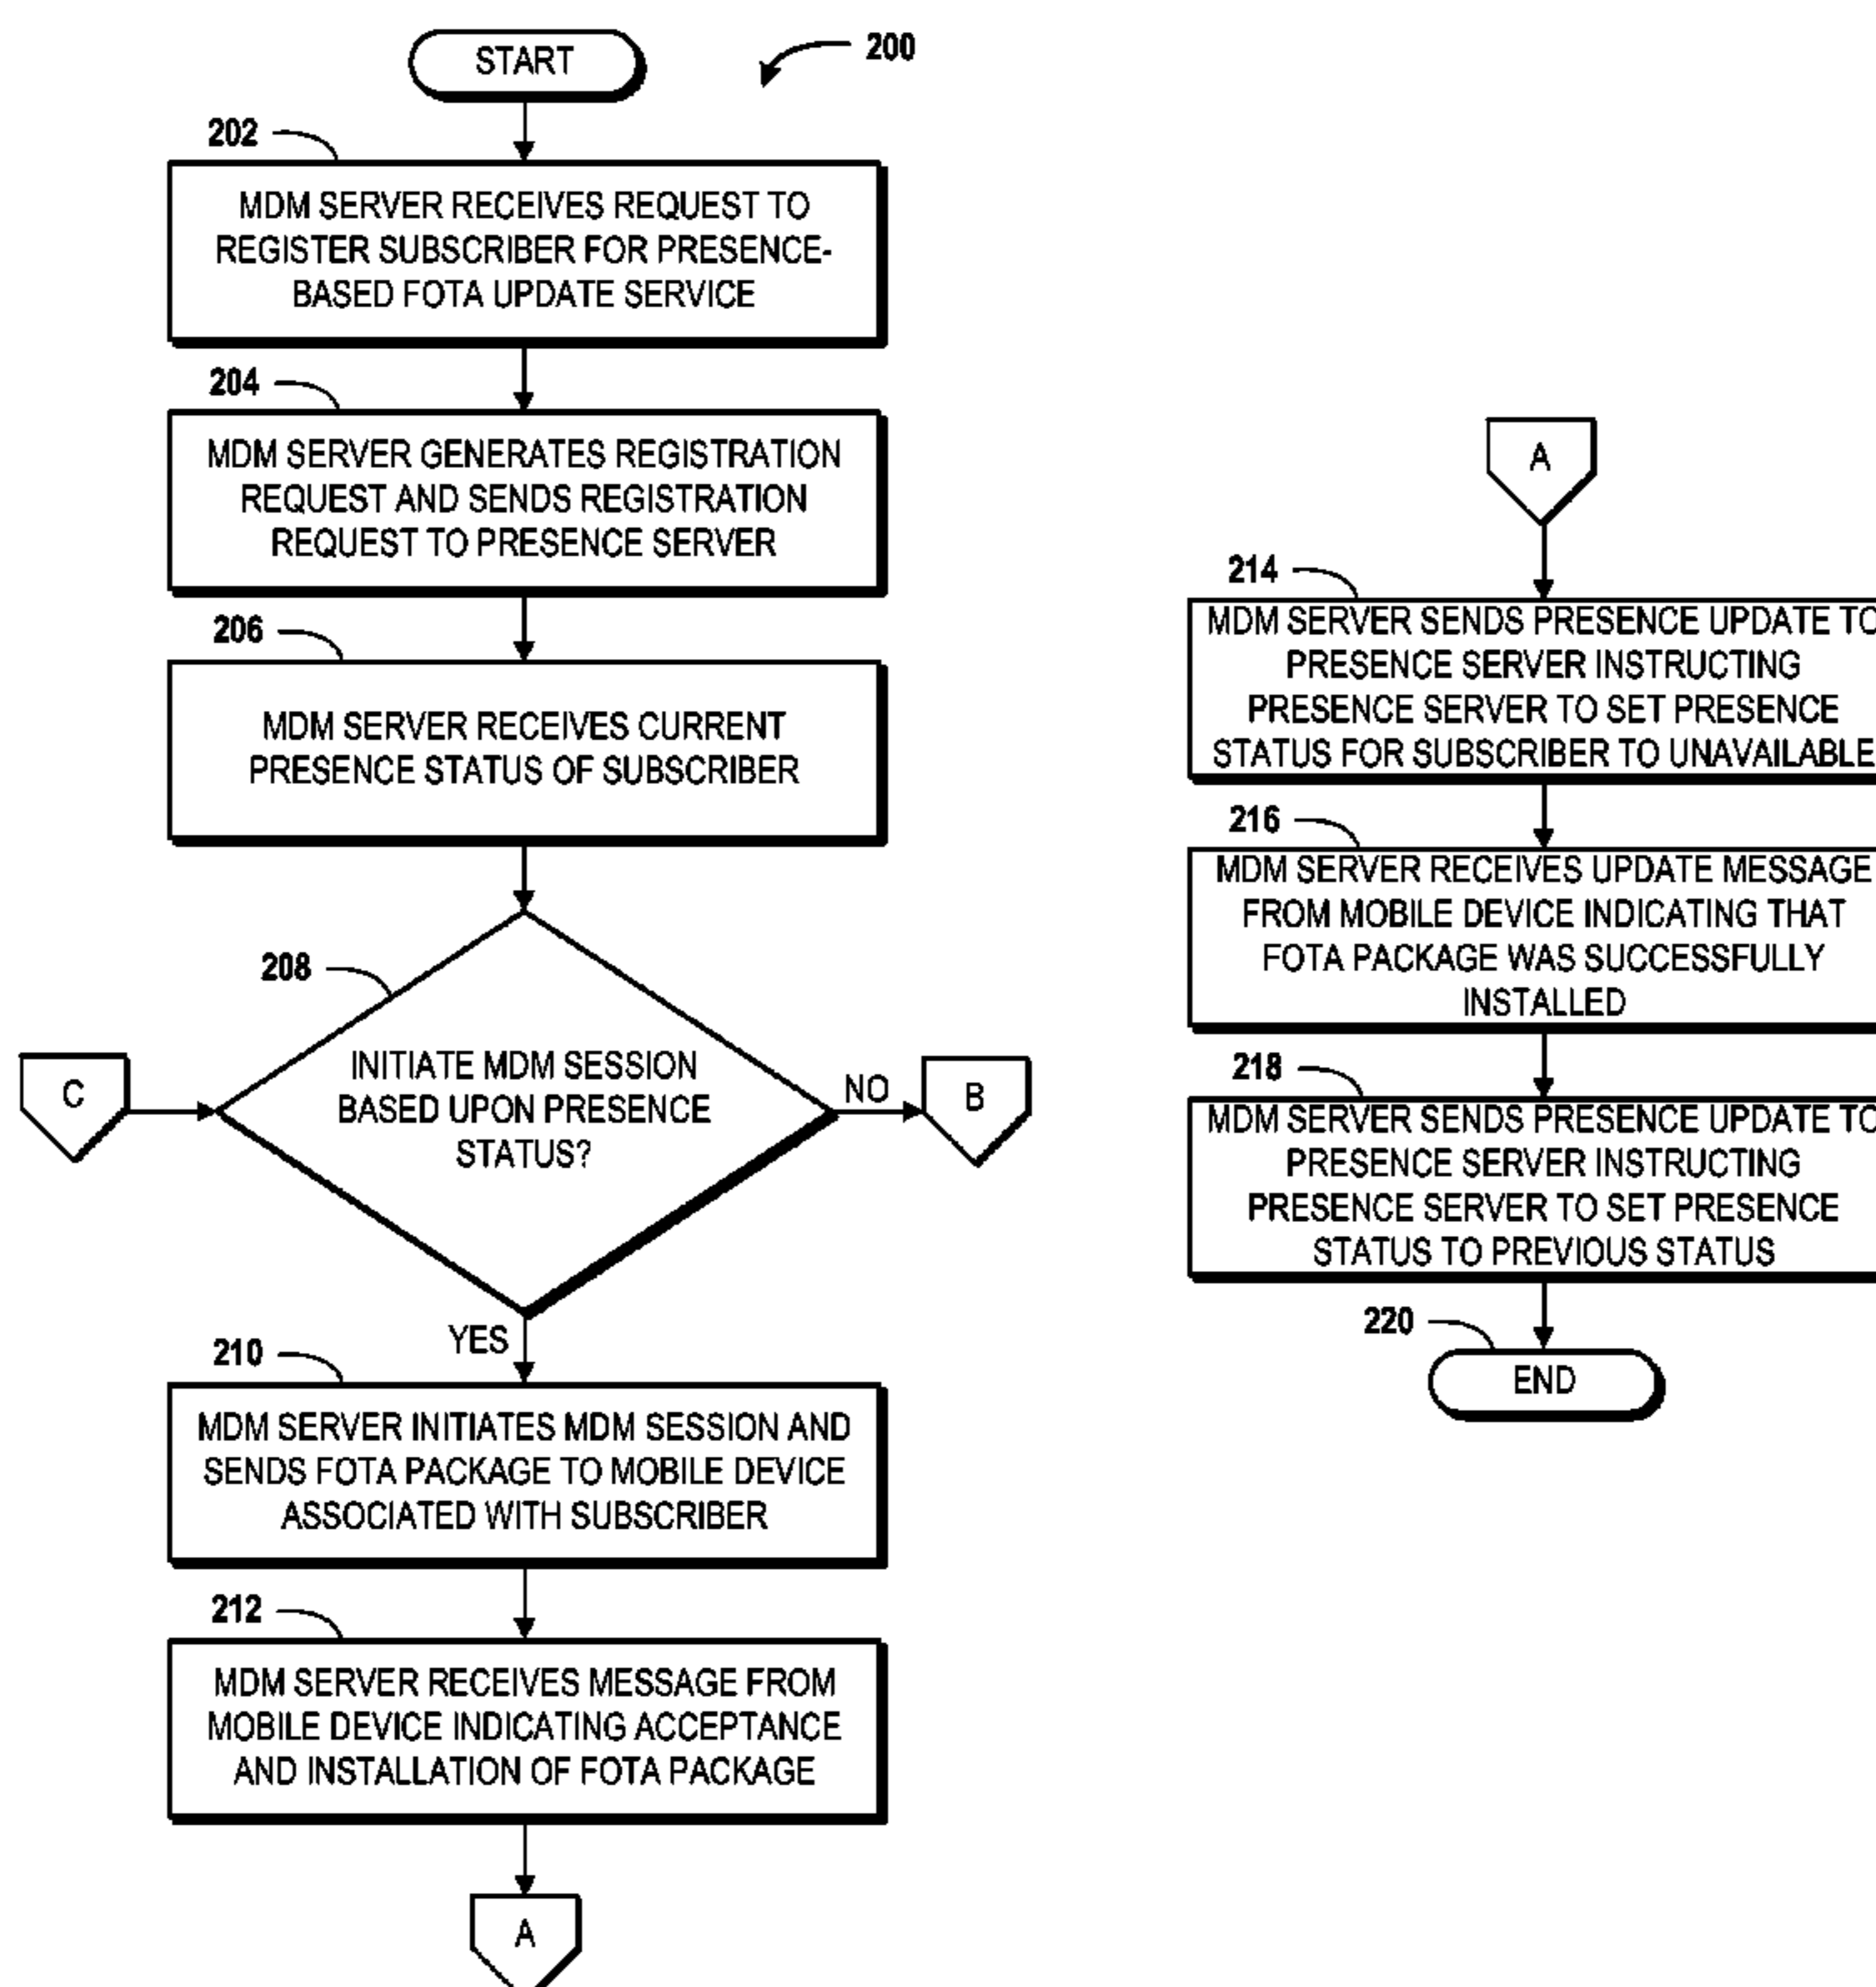 START
200
202
MDM SERVER RECEIVES REQUEST TO
REGISTER SUBSCRIBER FOR PRESENCE-
BASED FOTA UPDATE SERVICE
204
MDM SERVER GENERATES REGISTRATION
REQUEST AND SENDS REGISTRATION
REQUEST TO PRESENCE SERVER
206
MDM SERVER RECEIVES CURRENT
PRESENCE STATUS OF SUBSCRIBER
208
INITIATE MDM SESSION
BASED UPON PRESENCE
STATUS?
C
NO
B
YES
210
MDM SERVER INITIATES MDM SESSION AND
SENDS FOTA PACKAGE TO MOBILE DEVICE
ASSOCIATED WITH SUBSCRIBER
212
MDM SERVER RECEIVES MESSAGE FROM
MOBILE DEVICE INDICATING ACCEPTANCE
AND INSTALLATION OF FOTA PACKAGE
A
A
214
MDM SERVER SENDS PRESENCE UPDATE TO
PRESENCE SERVER INSTRUCTING
PRESENCE SERVER TO SET PRESENCE
STATUS FOR SUBSCRIBER TO UNAVAILABLE
216
MDM SERVER RECEIVES UPDATE MESSAGE
FROM MOBILE DEVICE INDICATING THAT
FOTA PACKAGE WAS SUCCESSFULLY
INSTALLED
218
MDM SERVER SENDS PRESENCE UPDATE TO
PRESENCE SERVER INSTRUCTING
PRESENCE SERVER TO SET PRESENCE
STATUS TO PREVIOUS STATUS
220
END